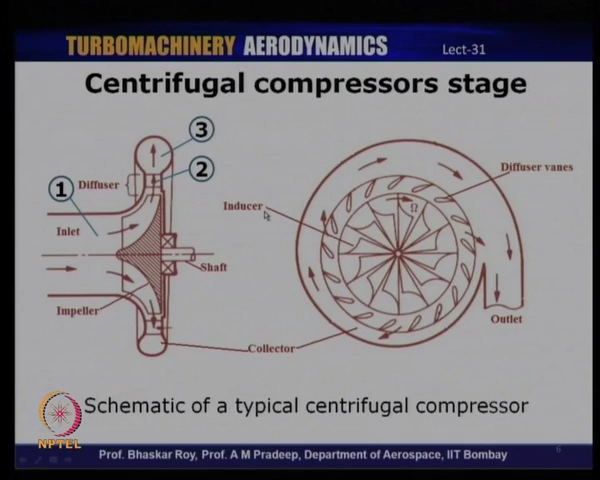 TURBOMACHINERY AERODYNAMICS Lect-31
Centrifugal compressors stage
3
Diffuser 2
1
Inlet
Impeller
Shaft
Collector
Inducer
Ω
Diffuser vanes
Outlet
Schematic of a typical centrifugal compressor
NPTEL
Prof. Bhaskar Roy, Prof. A M Pradeep, Department of Aerospace, IIT Bombay 6